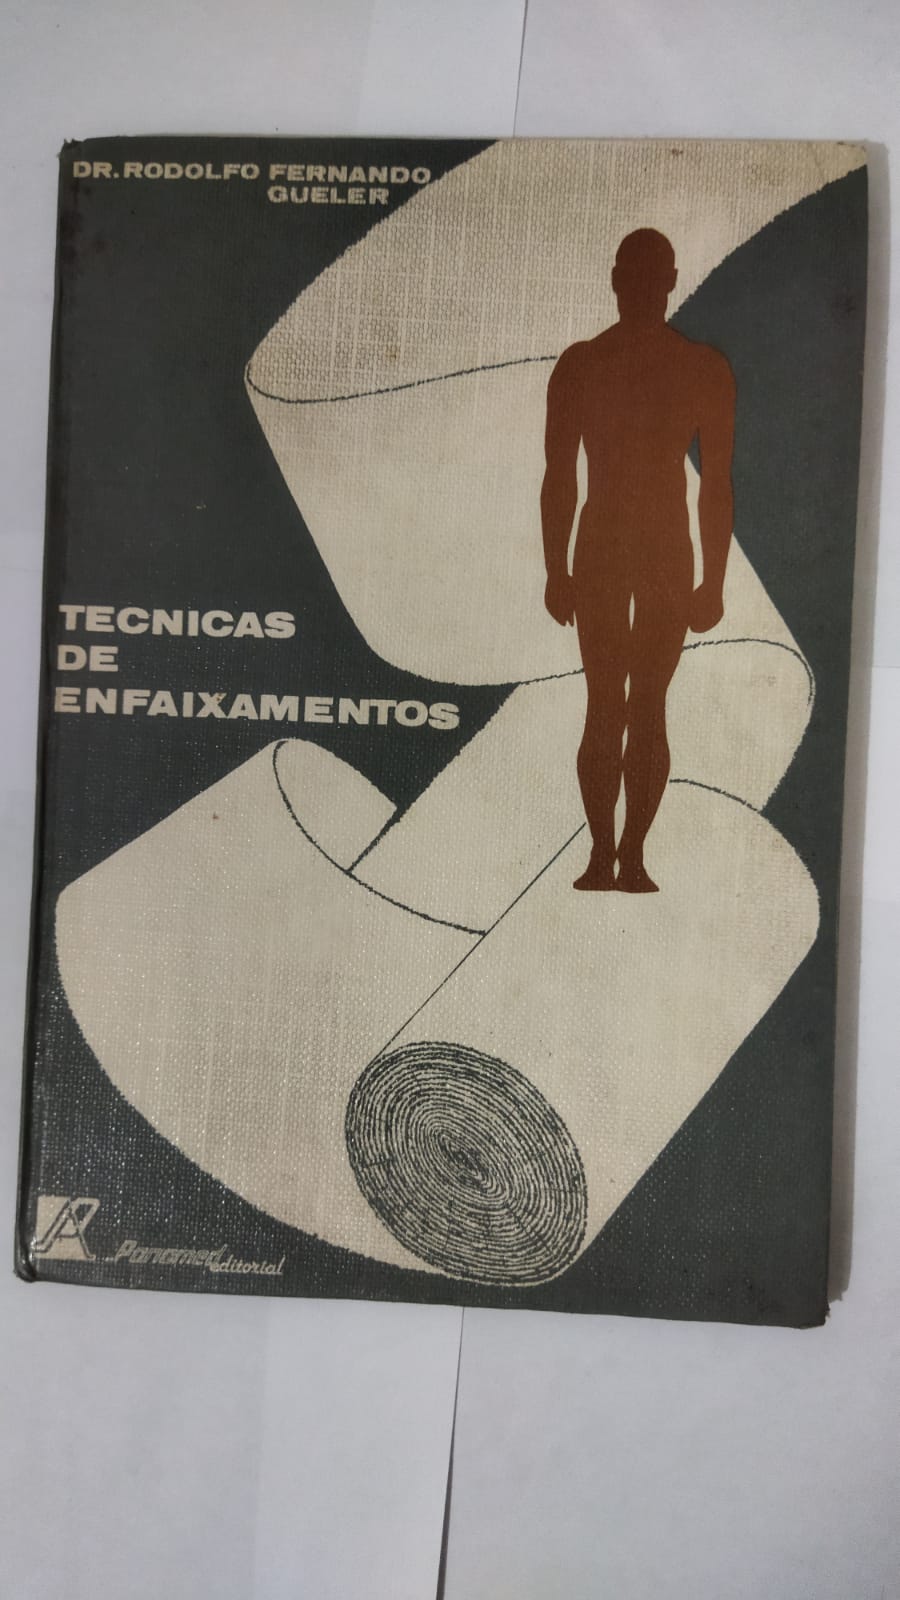 DR. RODOLFO FERNANDO
GUELER
TECNICAS
DE
ENFAIXAMENTOS
Panamed editorial